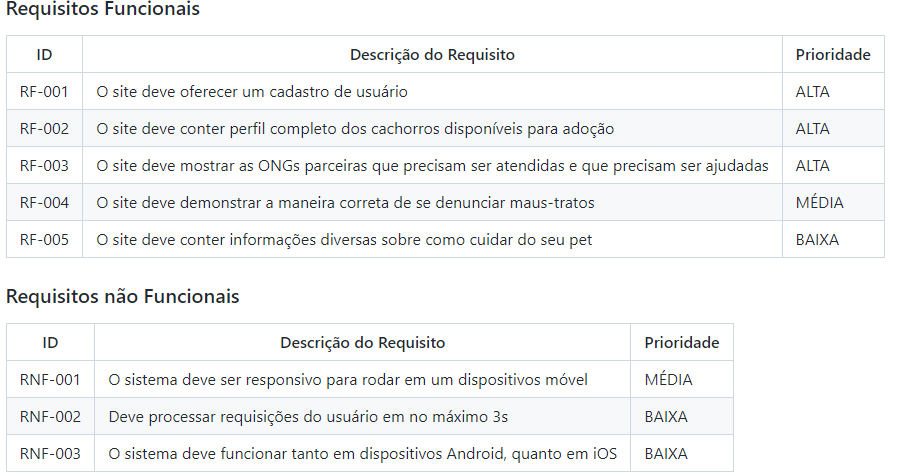 Requisitos Funcionais
ID Descrição do Requisito Prioridade
RF-001 O site deve oferecer um cadastro de usuário ALTA
RF-002 O site deve conter perfil completo dos cachorros disponíveis para adoção ALTA
RF-003 O site deve mostrar as ONGs parceiras que precisam ser atendidas e que precisam ser ajudadas ALTA
RF-004 O site deve demonstrar a maneira correta de se denunciar maus-tratos MÉDIA
RF-005 O site deve conter informações diversas sobre como cuidar do seu pet BAIXA
Requisitos não Funcionais
ID Descrição do Requisito Prioridade
RNF-001 O sistema deve ser responsivo para rodar em um dispositivos móvel MÉDIA
RNF-002 Deve processar requisições do usuário em no máximo 3s BAIXA
RNF-003 O sistema deve funcionar tanto em dispositivos Android, quanto em iOS BAIXA